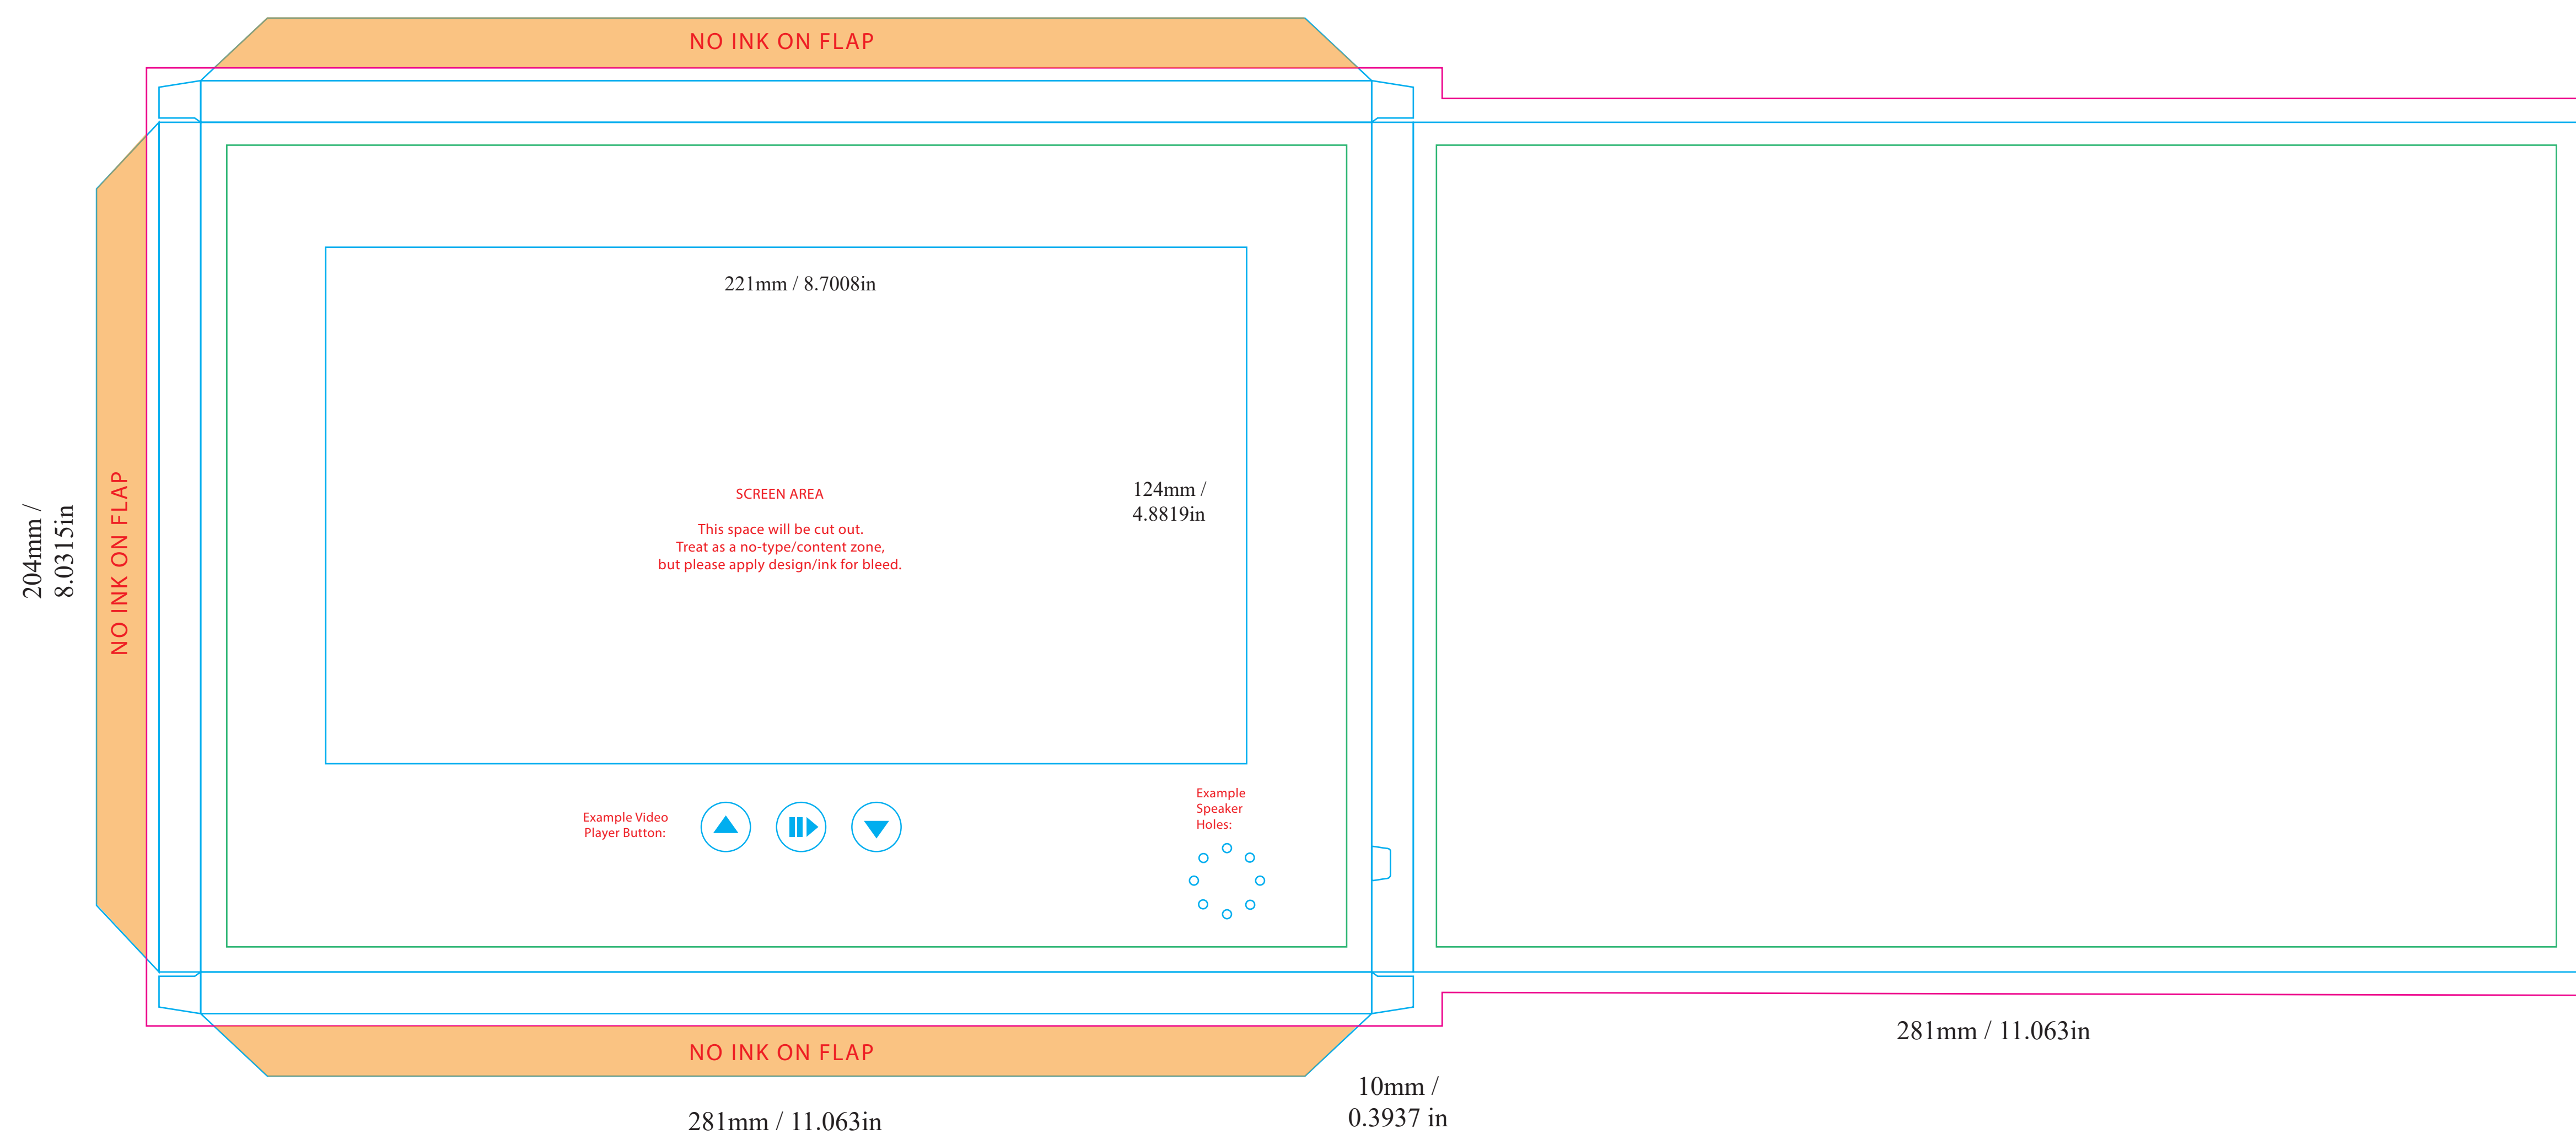 NO INK ON FLAP
221mm / 8.7008in
204mm /
8.0315in
NO INK ON FLAP
SCREEN AREA
This space will be cut out.
Treat as a no-type/content zone,
but please apply design/ink for bleed.
124mm /
4.8819in
Example Video
Player Button:
Example
Speaker
Holes:
NO INK ON FLAP
281mm / 11.063in
10mm /
0.3937 in
281mm / 11.063in